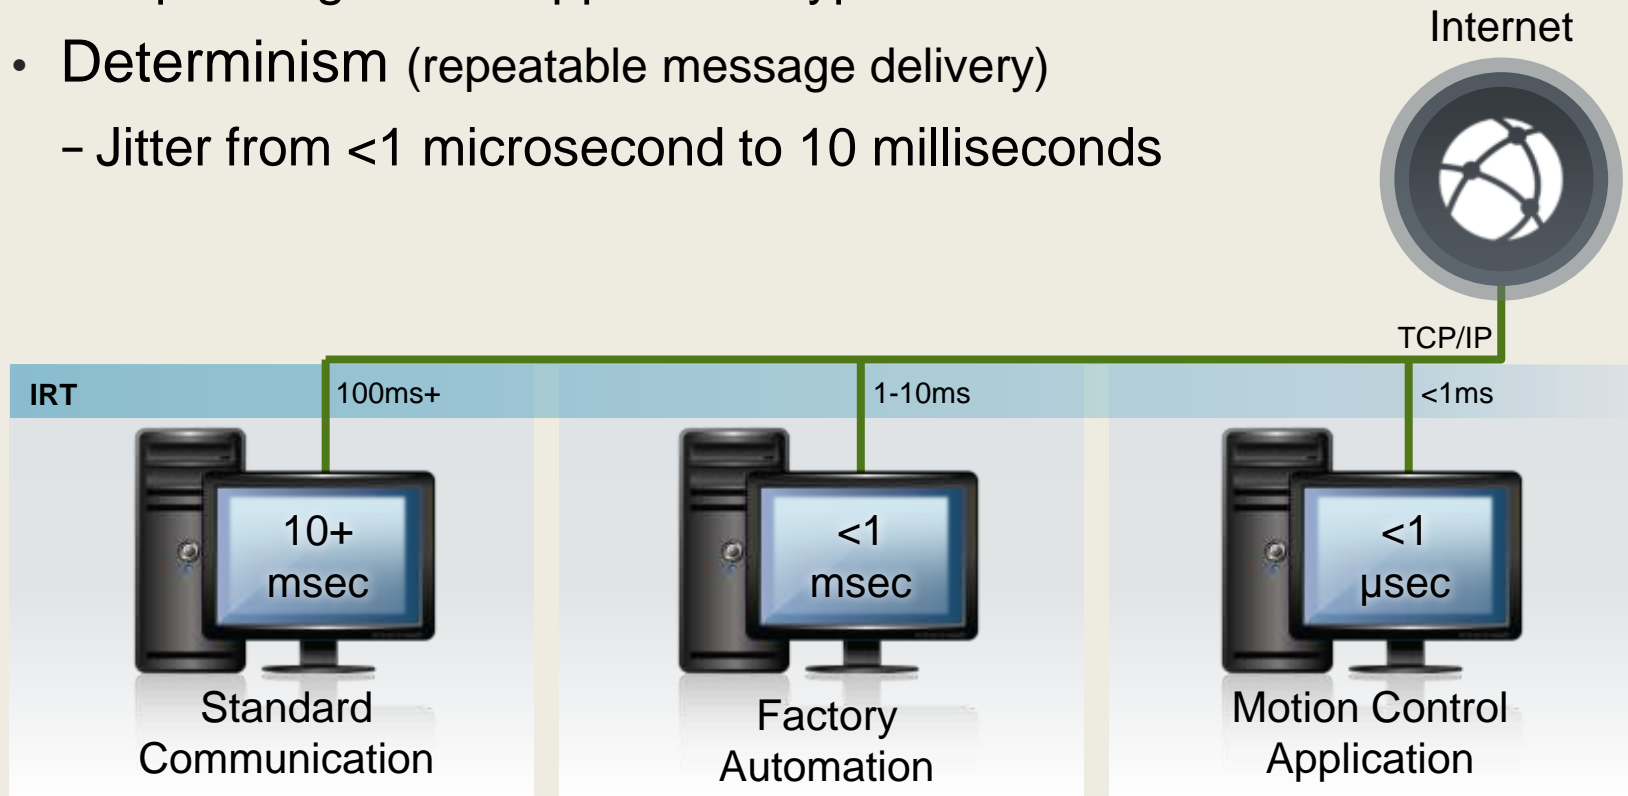 Internet
• Determinism (repeatable message delivery)
– Jitter from <1 microsecond to 10 milliseconds
TCP/IP
IRT
100ms+
1-10ms
<1ms
10+
msec
<1
msec
<1
µsec
Standard
Communication
Factory
Automation
Motion Control
Application